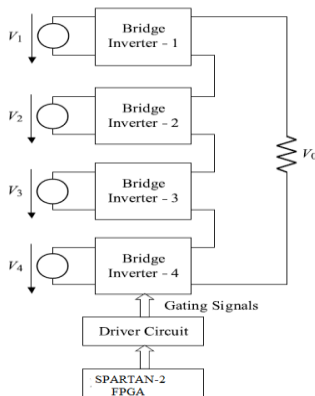 V1
Bridge
Inverter - 1
V2
Bridge
Inverter - 2
V3
Bridge
Inverter - 3
V4
Bridge
Inverter - 4
V0
Gating Signals
Driver Circuit
SPARTAN-2
FPGA